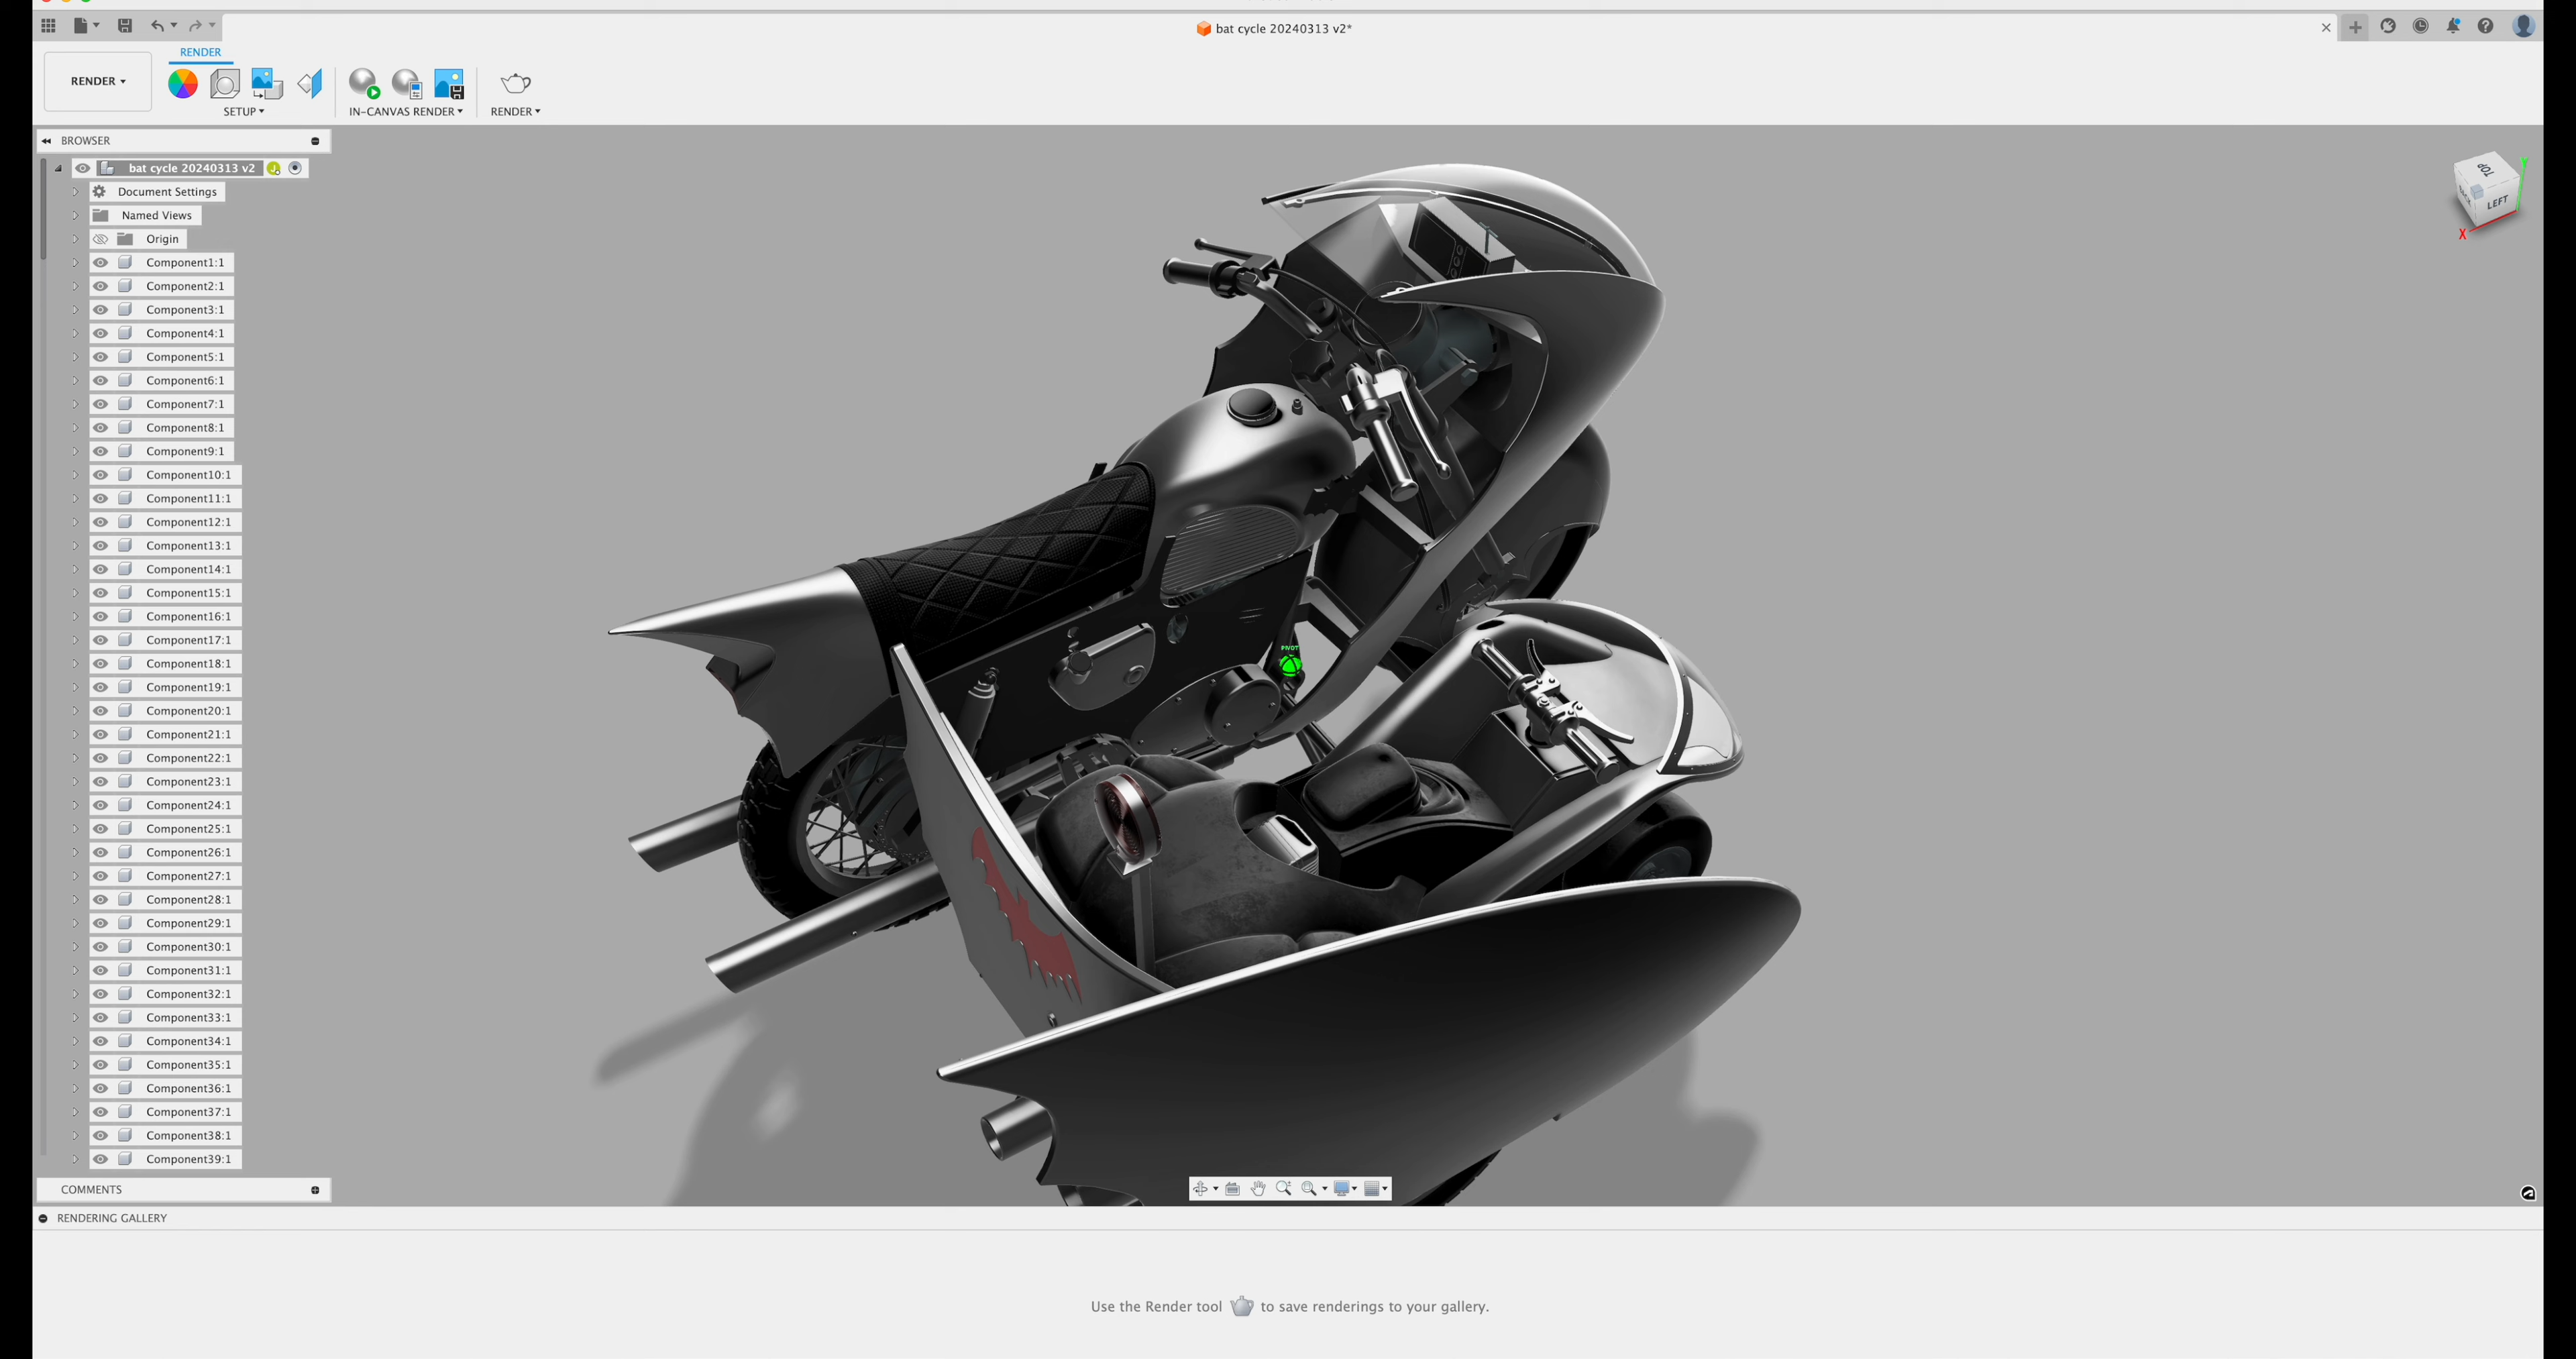 bat cycle 20240313 v2*
RENDER
RENDER
SETUP
IN-CANVAS RENDER
RENDER
BROWSER
bat cycle 20240313 v2
Document Settings
Named Views
Origin
Component1:1
Component2:1
Component3:1
Component4:1
Component5:1
Component6:1
Component7:1
Component8:1
Component9:1
Component10:1
Component11:1
Component12:1
Component13:1
Component14:1
Component15:1
Component16:1
Component17:1
Component18:1
Component19:1
Component20:1
Component21:1
Component22:1
Component23:1
Component24:1
Component25:1
Component26:1
Component27:1
Component28:1
Component29:1
Component30:1
Component31:1
Component32:1
Component33:1
Component34:1
Component35:1
Component36:1
Component37:1
Component38:1
Component39:1
TOP
LEFT
Y
X
PIVOT
COMMENTS
RENDERING GALLERY
Use the Render tool to save renderings to your gallery.